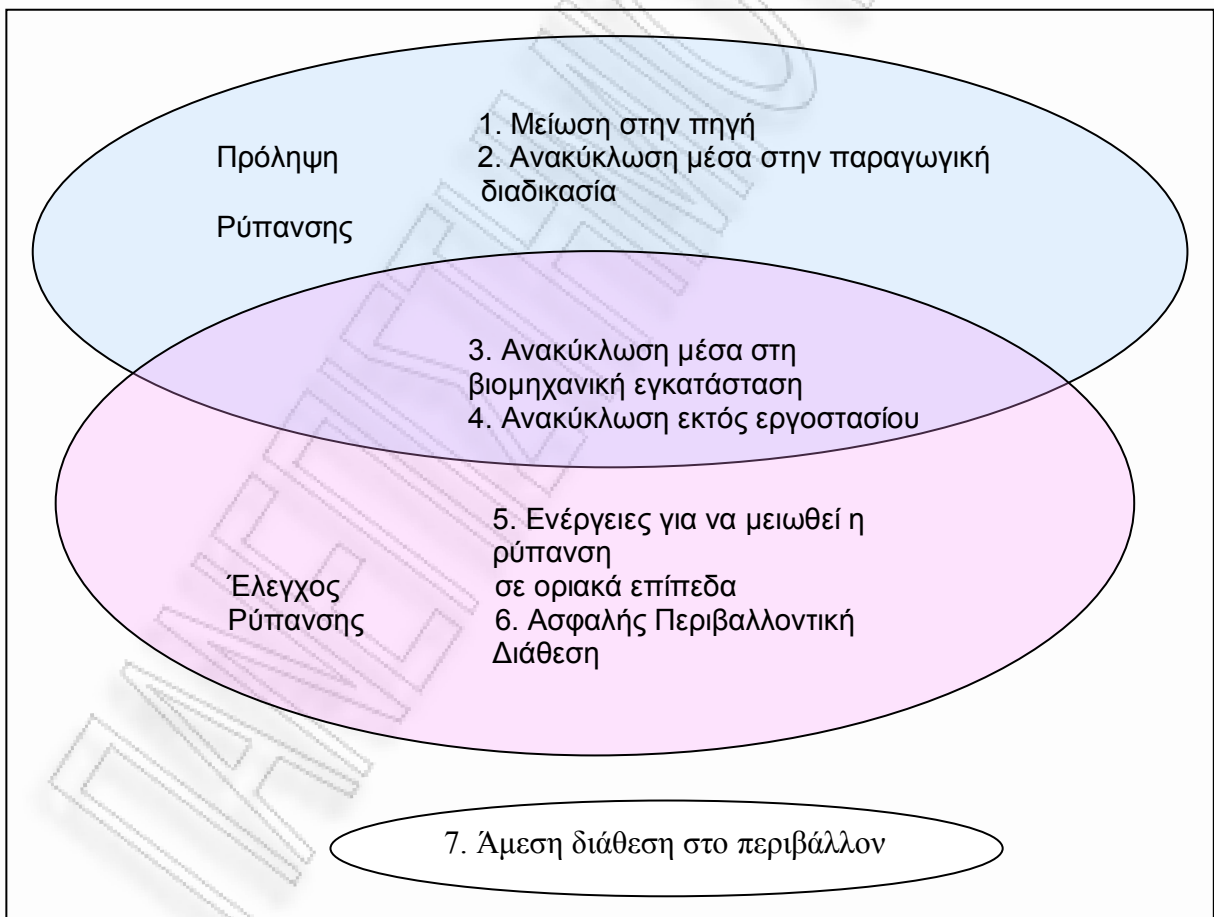 1. Μείωση στην πηγή
Πρόληψη
2. Ανακύκλωση μέσα στην παραγωγική
διαδικασία
Ρύπανσης
3. Ανακύκλωση μέσα στη
βιομηχανική εγκατάσταση
4. Ανακύκλωση εκτός εργοστασίου
5. Ενέργειες για να μειωθεί η
ρύπανση
σε οριακά επίπεδα
Έλεγχος
Ρύπανσης
6. Ασφαλής Περιβαλλοντική
Διάθεση
7. Άμεση διάθεση στο περιβάλλον